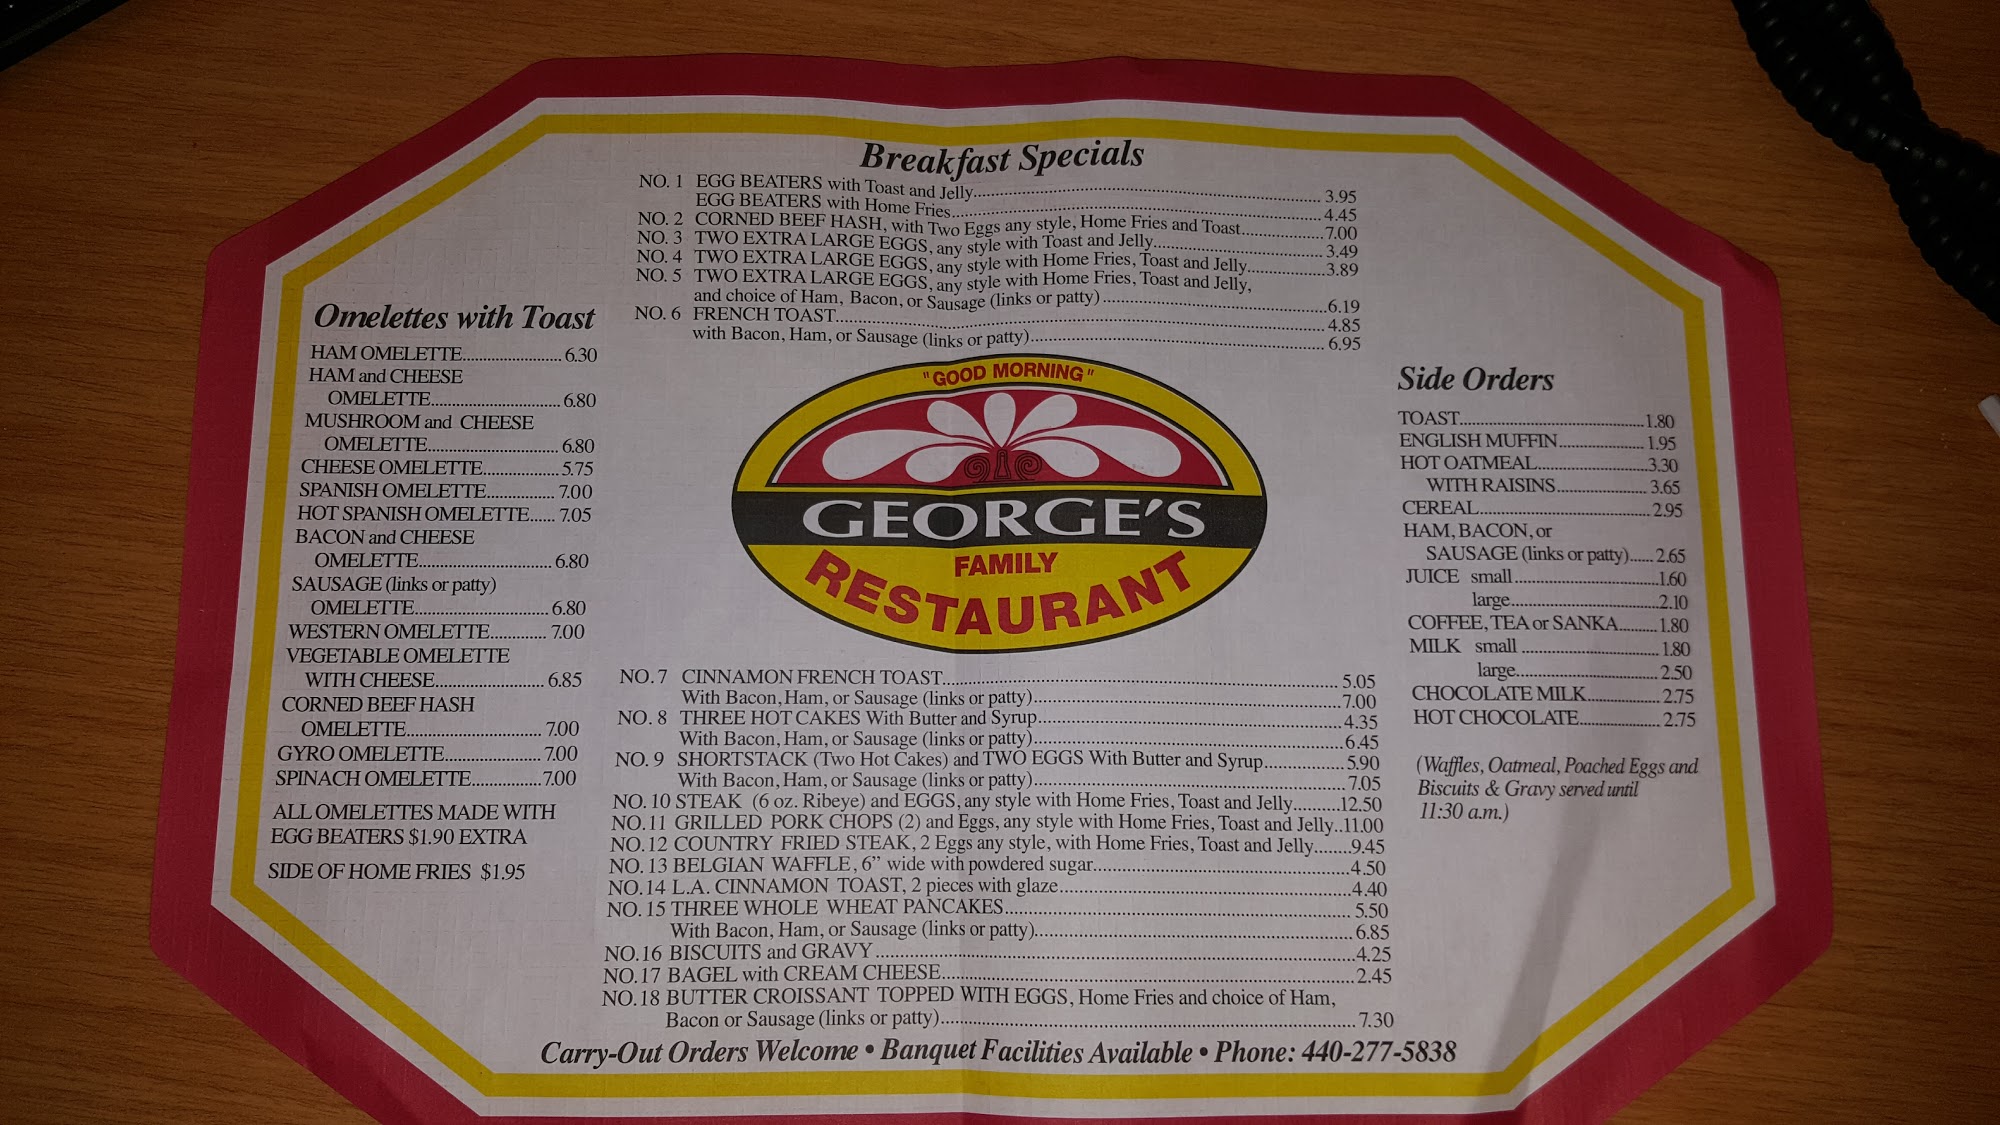 Breakfast Specials
NO. 1 EGG BEATERS with Toast and Jelly 3.95
EGG BEATERS with Home Fries 4.45
NO. 2 CORNED BEEF HASH, with Two Eggs any style, Home Fries and Toast 7.00
NO. 3 TWO EXTRA LARGE EGGS, any style with Toast and Jelly 3.49
NO. 4 TWO EXTRA LARGE EGGS, any style with Home Fries, Toast and Jelly 3.89
NO. 5 TWO EXTRA LARGE EGGS, any style with Home Fries, Toast and Jelly,
and choice of Ham, Bacon, or Sausage (links or patty) 6.19
NO. 6 FRENCH TOAST 4.85
with Bacon, Ham, or Sausage (links or patty) 6.95
Omelettes with Toast
HAM OMELETTE 6.30
HAM and CHEESE
OMELETTE 6.80
MUSHROOM and CHEESE
OMELETTE 6.80
CHEESE OMELETTE 5.75
SPANISH OMELETTE 7.00
HOT SPANISH OMELETTE 7.05
BACON and CHEESE
OMELETTE 6.80
SAUSAGE (links or patty)
OMELETTE 6.80
WESTERN OMELETTE 7.00
VEGETABLE OMELETTE
WITH CHEESE 6.85
CORNED BEEF HASH
OMELETTE 7.00
GYRO OMELETTE 7.00
SPINACH OMELETTE 7.00
ALL OMELETTES MADE WITH
EGG BEATERS $1.90 EXTRA
SIDE OF HOME FRIES $1.95
"GOOD MORNING"
GEORGE'S
FAMILY
RESTAURANT
NO. 7 CINNAMON FRENCH TOAST 5.05
With Bacon, Ham, or Sausage (links or patty) 7.00
NO. 8 THREE HOT CAKES With Butter and Syrup 4.35
With Bacon, Ham, or Sausage (links or patty) 6.45
NO. 9 SHORTSTACK (Two Hot Cakes) and TWO EGGS With Butter and Syrup 5.90
With Bacon, Ham, or Sausage (links or patty) 7.05
NO. 10 STEAK (6 oz. Ribeye) and EGGS, any style with Home Fries, Toast and Jelly 12.50
NO. 11 GRILLED PORK CHOPS (2) and Eggs, any style with Home Fries, Toast and Jelly 11.00
NO. 12 COUNTRY FRIED STEAK, 2 Eggs any style, with Home Fries, Toast and Jelly 9.45
NO. 13 BELGIAN WAFFLE, 6" wide with powdered sugar 4.50
NO. 14 L.A. CINNAMON TOAST, 2 pieces with glaze 4.40
NO. 15 THREE WHOLE WHEAT PANCAKES 5.50
With Bacon, Ham, or Sausage (links or patty) 6.85
NO. 16 BISCUITS and GRAVY 4.25
NO. 17 BAGEL with CREAM CHEESE 2.45
NO. 18 BUTTER CROISSANT TOPPED WITH EGGS, Home Fries and choice of Ham,
Bacon or Sausage (links or patty) 7.30
Side Orders
TOAST 1.80
ENGLISH MUFFIN 1.95
HOT OATMEAL 3.30
WITH RAISINS 3.65
CEREAL 2.95
HAM, BACON, or
SAUSAGE (links or patty) 2.65
JUICE small 1.60
large 2.10
COFFEE, TEA or SANKA 1.80
MILK small 1.80
large 2.50
CHOCOLATE MILK 2.75
HOT CHOCOLATE 2.75
(Waffles, Oatmeal, Poached Eggs and
Biscuits & Gravy served until
11:30 a.m.)
Carry-Out Orders Welcome • Banquet Facilities Available • Phone: 440-277-5838